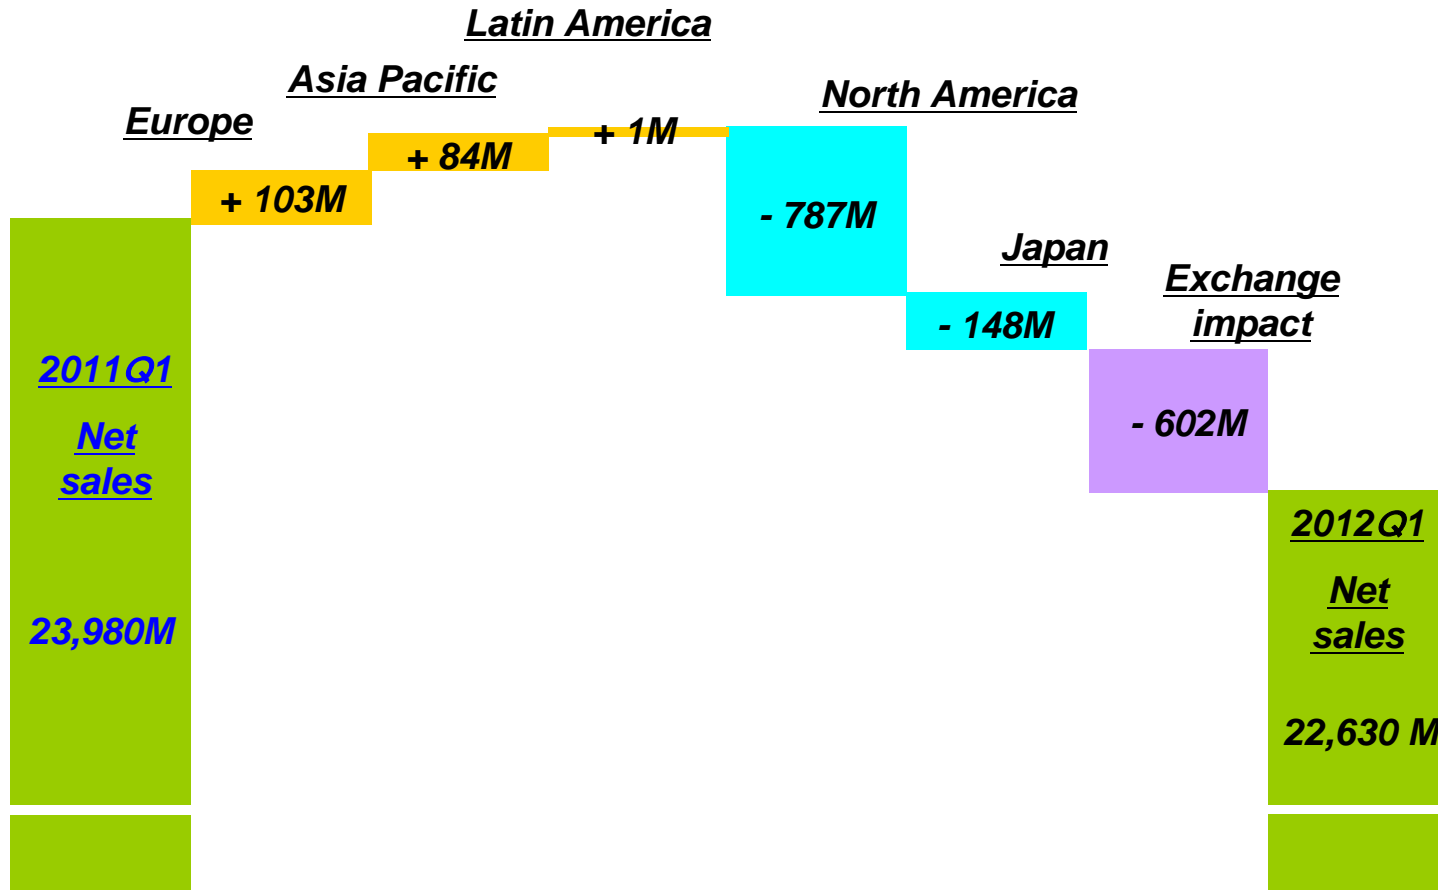 Latin America
Asia Pacific
North America
Europe
+ 1M
+ 84M
+ 103M
- 787M
Japan
Exchange
impact
- 148M
2011Q1
Net
sales
23,980M
- 602M
2012Q1
Net
sales
22,630 M